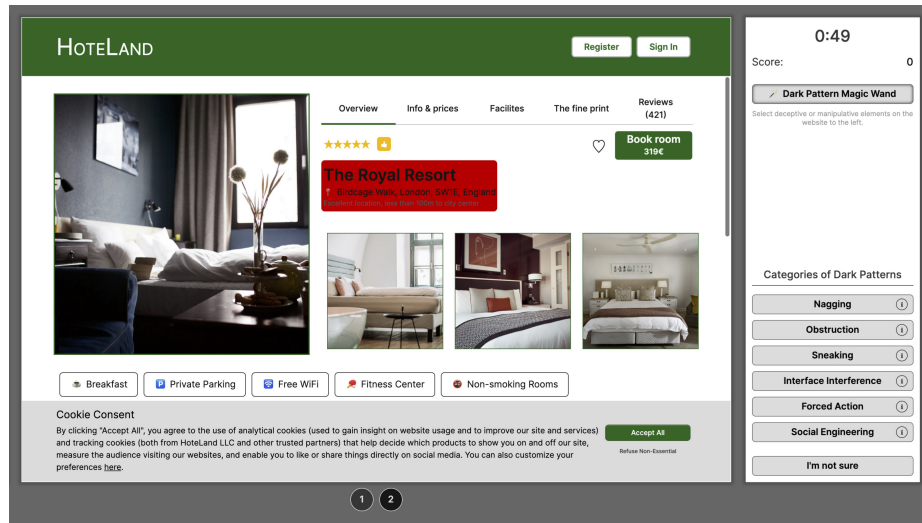 HOTELAND
Register
Sign In
Overview
Info & prices
Facilites
The fine print
Reviews
(421)
★★★★★
Book room
319€
The Royal Resort
📍 Birdcage Walk, London, SW1E, England
Excellent location, less than 100m to city center
Breakfast
Private Parking
Free WiFi
Fitness Center
Non-smoking Rooms
Cookie Consent
By clicking "Accept All", you agree to the use of analytical cookies (used to gain insight on website usage and to improve our site and services)
and tracking cookies (both from HoteLand LLC and other trusted partners) that help decide which products to show you on and off our site,
measure the audience visiting our websites, and enable you to like or share things directly on social media. You can also customize your
preferences here.
Accept All
Refuse Non-Essential
1
2
0:49
Score:
0
Dark Pattern Magic Wand
Select deceptive or manipulative elements on the
website to the left.
Categories of Dark Patterns
Nagging
Obstruction
Sneaking
Interface Interference
Forced Action
Social Engineering
I'm not sure